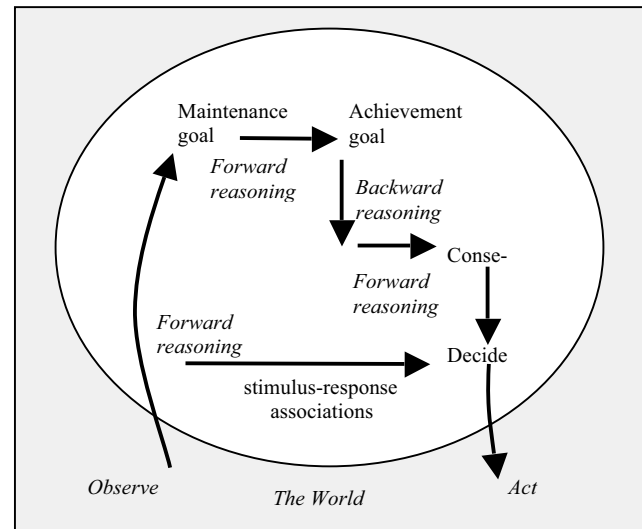 Maintenance
goal
Achievement
goal
Forward
reasoning
Backward
reasoning
Conse-
Forward
reasoning
Forward
reasoning
Decide
stimulus-response
associations
Observe
The World
Act